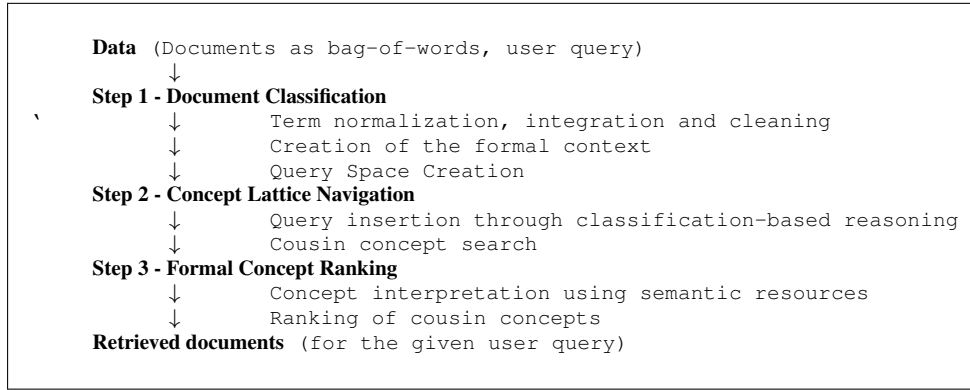 Data (Documents as bag-of-words, user query)
↓
Step 1 - Document Classification
‵ ↓ Term normalization, integration and cleaning
↓ Creation of the formal context
↓ Query Space Creation
Step 2 - Concept Lattice Navigation
↓ Query insertion through classification-based reasoning
↓ Cousin concept search
Step 3 - Formal Concept Ranking
↓ Concept interpretation using semantic resources
↓ Ranking of cousin concepts
Retrieved documents (for the given user query)